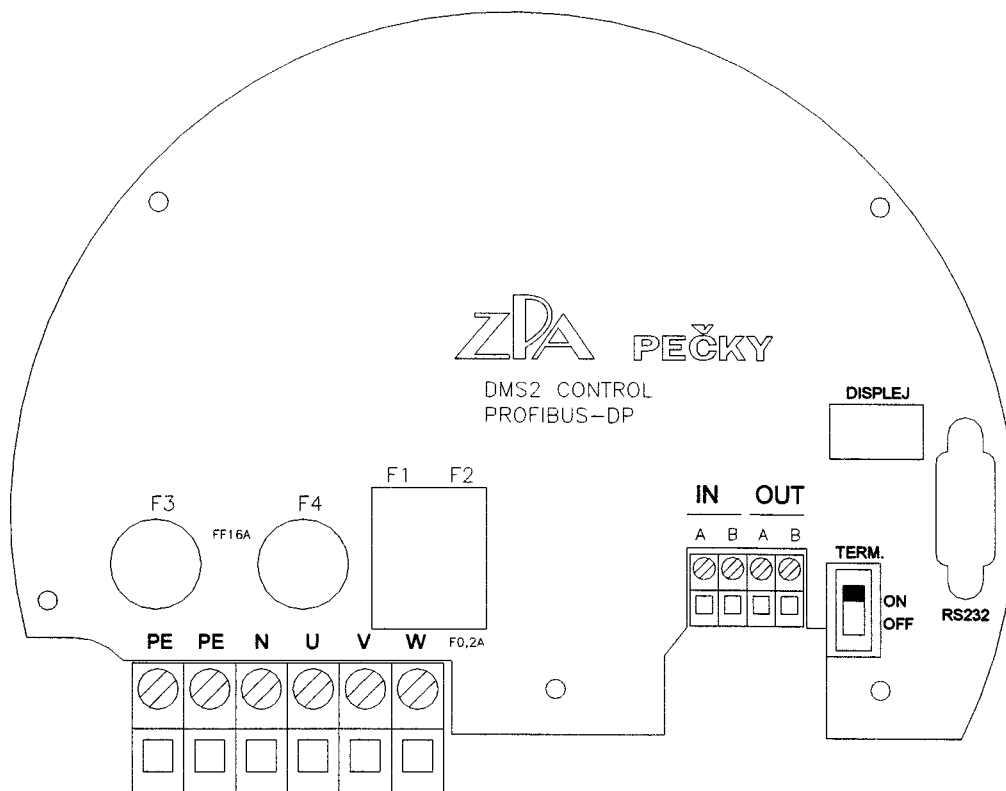 ZPA PEČKY
DMS2 CONTROL
PROFIBUS-DP
DISPLEJ
F1 F2
F3
FF16A
F4
IN OUT
A B A B
TERM.
ON
OFF
RS232
PE PE N U V W
F0,2A